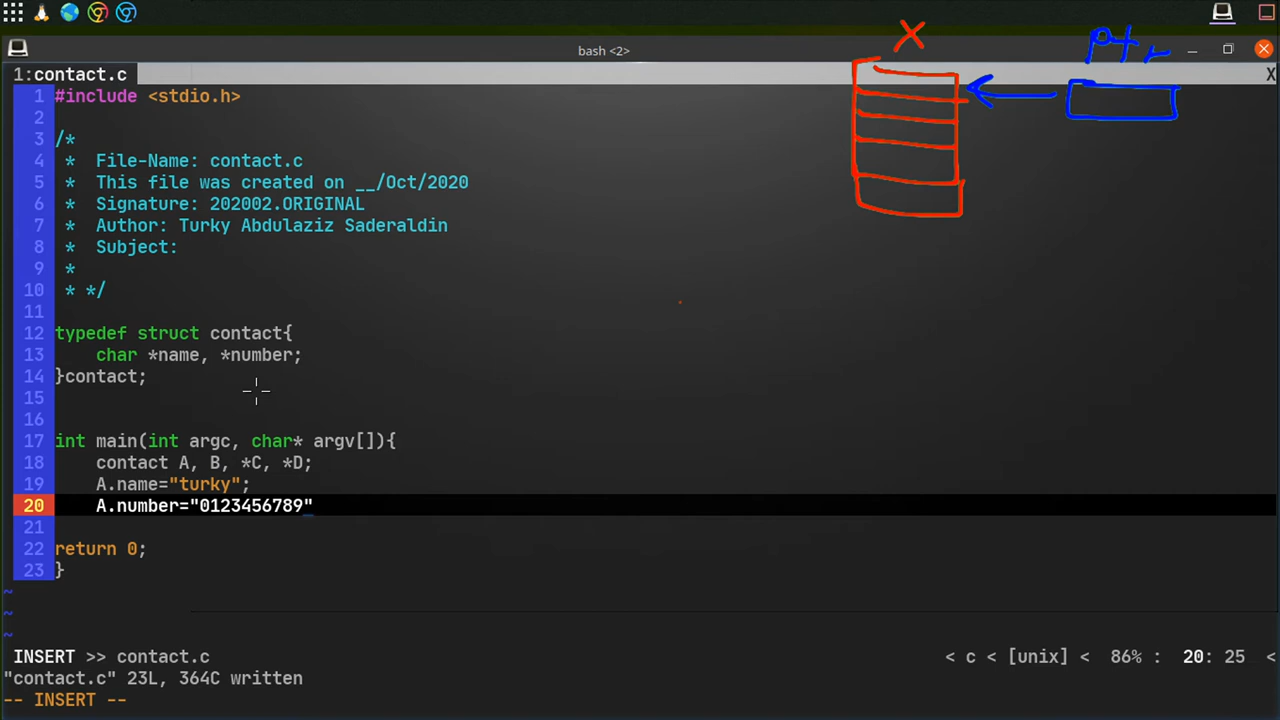 X
ptr
bash <2>
1:contact.c X
1 #include <stdio.h>
2
3 /*
4 * File-Name: contact.c
5 * This file was created on __/Oct/2020
6 * Signature: 202002.ORIGINAL
7 * Author: Turky Abdulaziz Saderaldin
8 * Subject:
9 *
10 * */
11
12 typedef struct contact{
13 char *name, *number;
14 }contact;
15
16
17 int main(int argc, char* argv[]){
18 contact A, B, *C, *D;
19 A.name="turky";
20 A.number="0123456789"
21
22 return 0;
23 }
~
~
~
INSERT >> contact.c < c < [unix] < 86% : 20: 25 <
"contact.c" 23L, 364C written
-- INSERT --